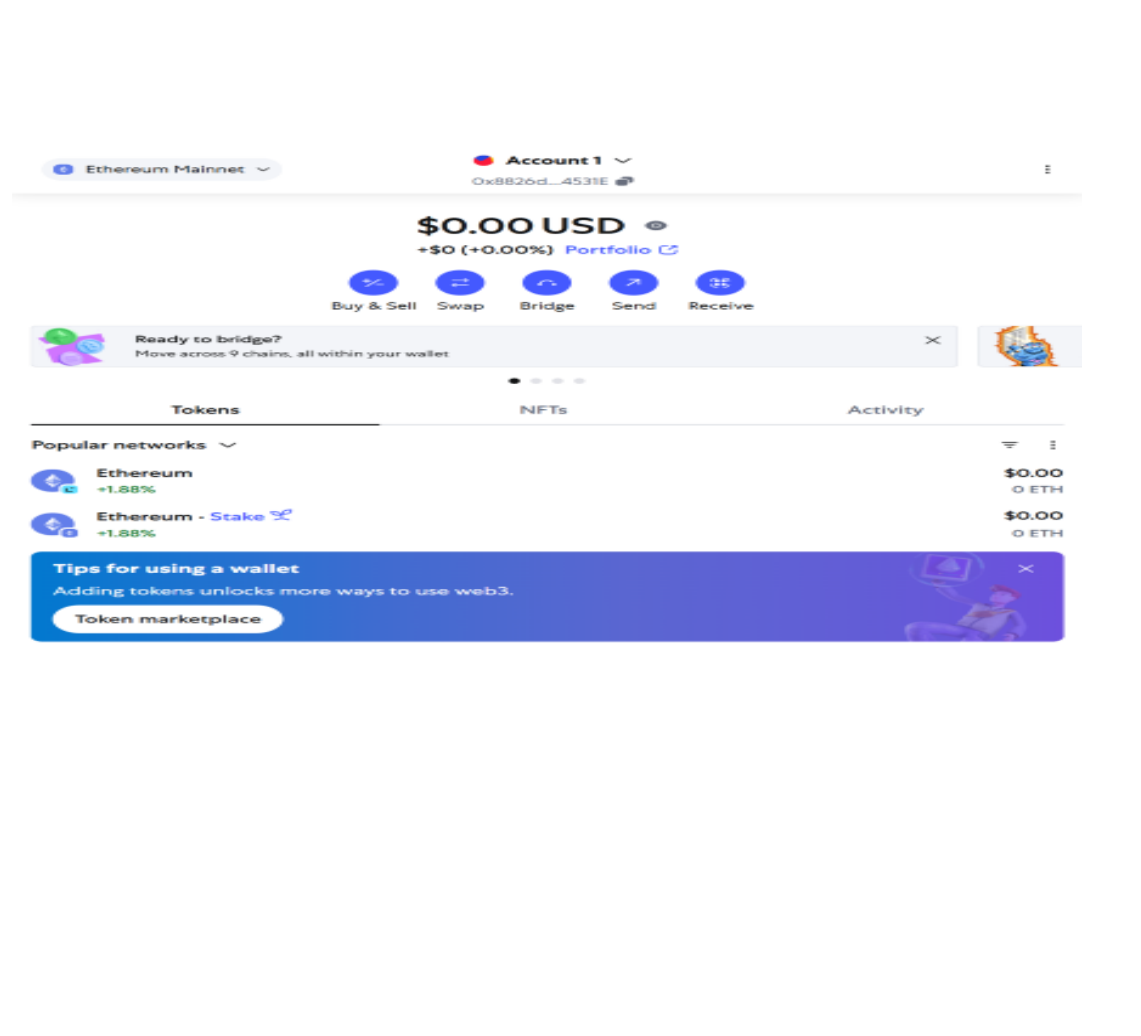 Ethereum Mainnet
Account 1
0x8826d...4531E
$0.00 USD
+$0 (+0.00%) Portfolio
Buy & Sell
Swap
Bridge
Send
Receive
Ready to bridge?
Move across 9 chains, all within your wallet
Tokens
NFTs
Activity
Popular networks
Ethereum
$0.00
+1.88%
0 ETH
Ethereum - Stake
$0.00
+1.88%
0 ETH
Tips for using a wallet
Adding tokens unlocks more ways to use web3.
Token marketplace